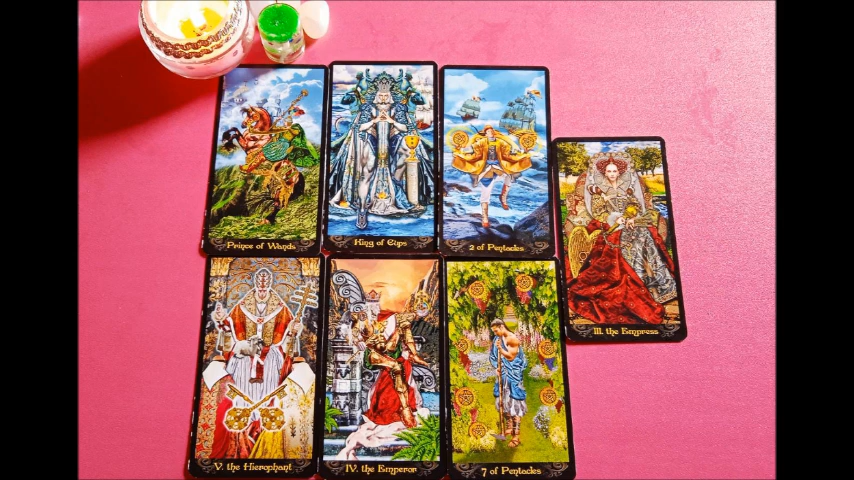 Prince of Wands
King of Cups
2 of Pentacles
III. the Empress
V. the Hierophant
IV. the Emperor
7 of Pentacles